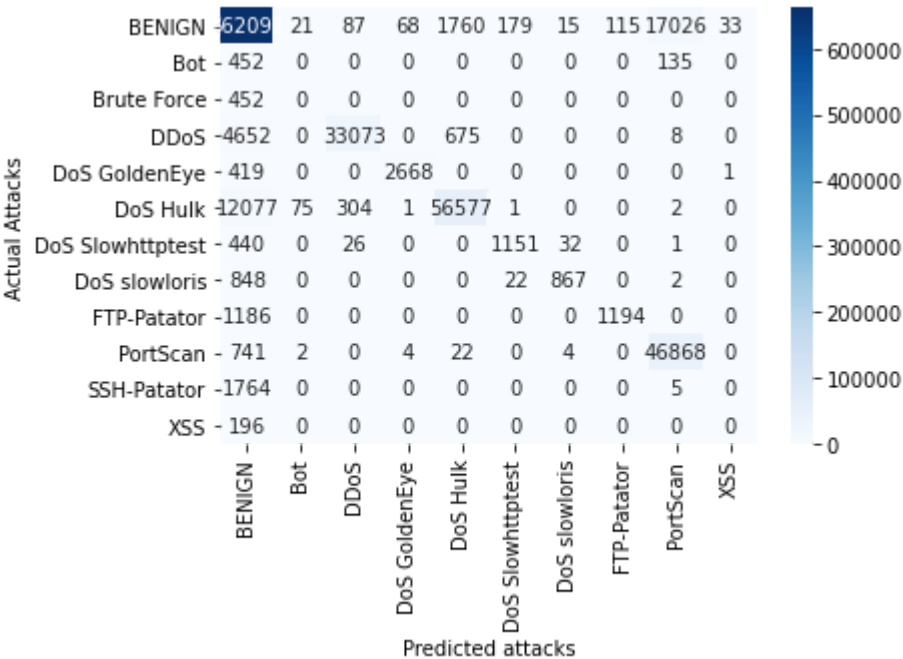 BENIGN 6209 21 87 68 1760 179 15 115 17026 33
Bot 452 0 0 0 0 0 0 0 135 0
Brute Force 452 0 0 0 0 0 0 0 0 0
DDoS 4652 0 33073 0 675 0 0 0 8 0
DoS GoldenEye 419 0 0 2668 0 0 0 0 0 1
DoS Hulk 12077 75 304 1 56577 1 0 0 2 0
DoS Slowhttptest 440 0 26 0 0 1151 32 0 1 0
DoS slowloris 848 0 0 0 0 22 867 0 2 0
FTP-Patator 1186 0 0 0 0 0 0 1194 0 0
PortScan 741 2 0 4 22 0 4 0 46868 0
SSH-Patator 1764 0 0 0 0 0 0 0 5 0
XSS 196 0 0 0 0 0 0 0 0 0
Actual Attacks
BENIGN
Bot
DDoS
DoS GoldenEye
DoS Hulk
DoS Slowhttptest
DoS slowloris
FTP-Patator
PortScan
XSS
Predicted attacks
600000
500000
400000
300000
200000
100000
0